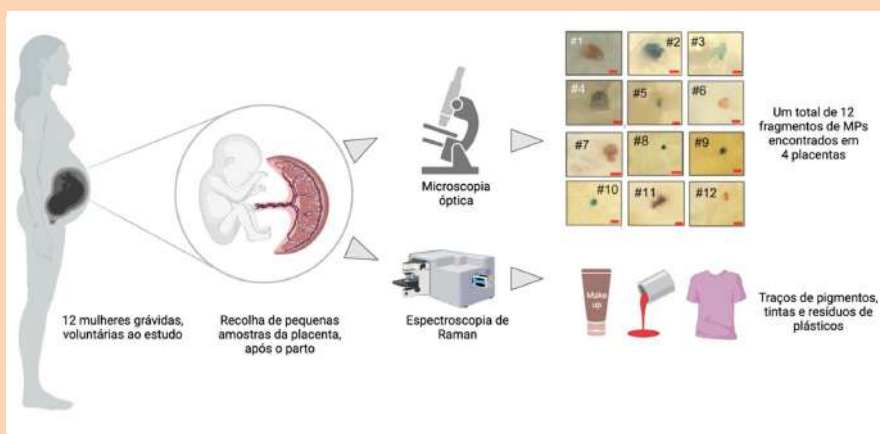 #1
#2
#3
#4
#5
#6
#7
#8
#9
#10
#11
#12
Um total de 12
fragmentos de MPs
encontrados em
4 placentas
Microscopia
óptica
12 mulheres grávidas,
voluntárias ao estudo
Recolha de pequenas
amostras da placenta,
após o parto
Espectroscopia de
Raman
Make
up
Traços de pigmentos,
tintas e resíduos de
plásticos